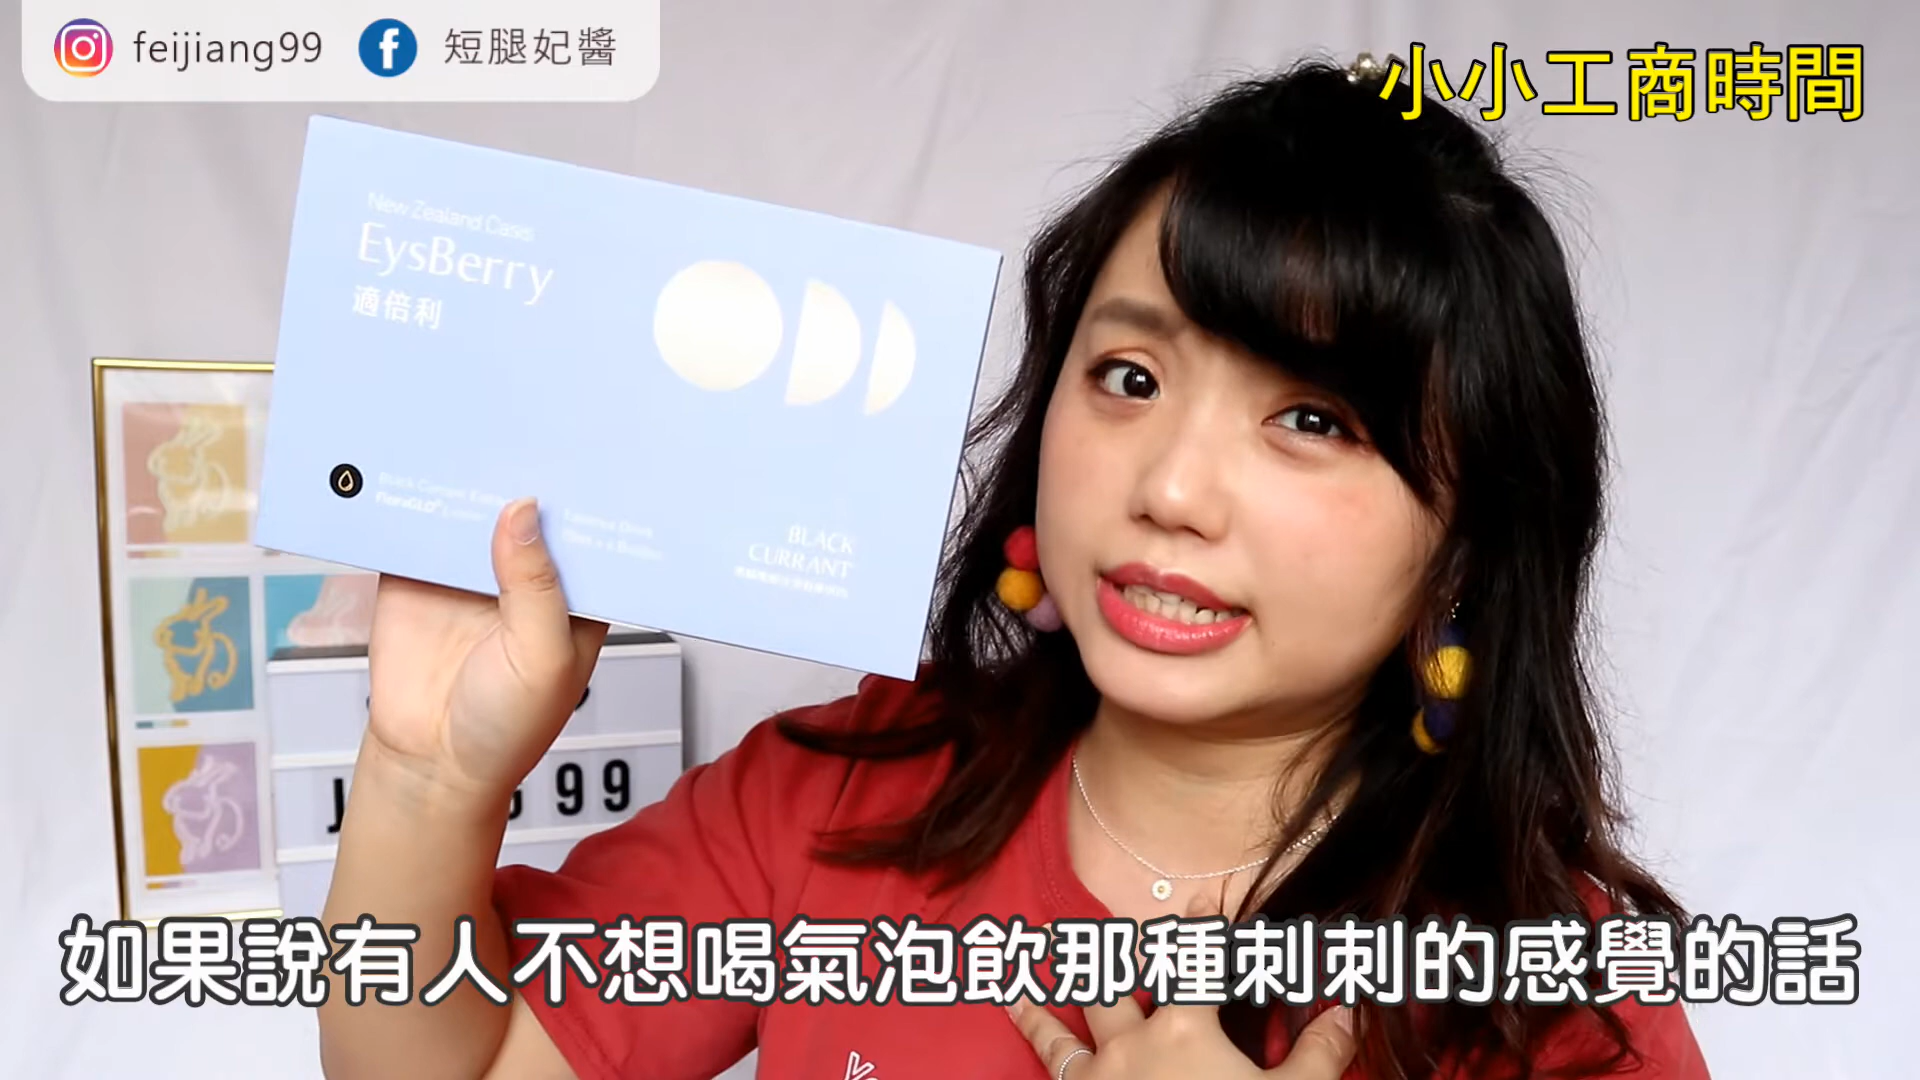 feijiang99
短腿妃醬
小小工商時間
New Zealand Oasis
EysBerry
適倍利
FloraGLO®
BLACK
CURRANT
99
如果說有人不想喝氣泡飲那種刺刺的感覺的話